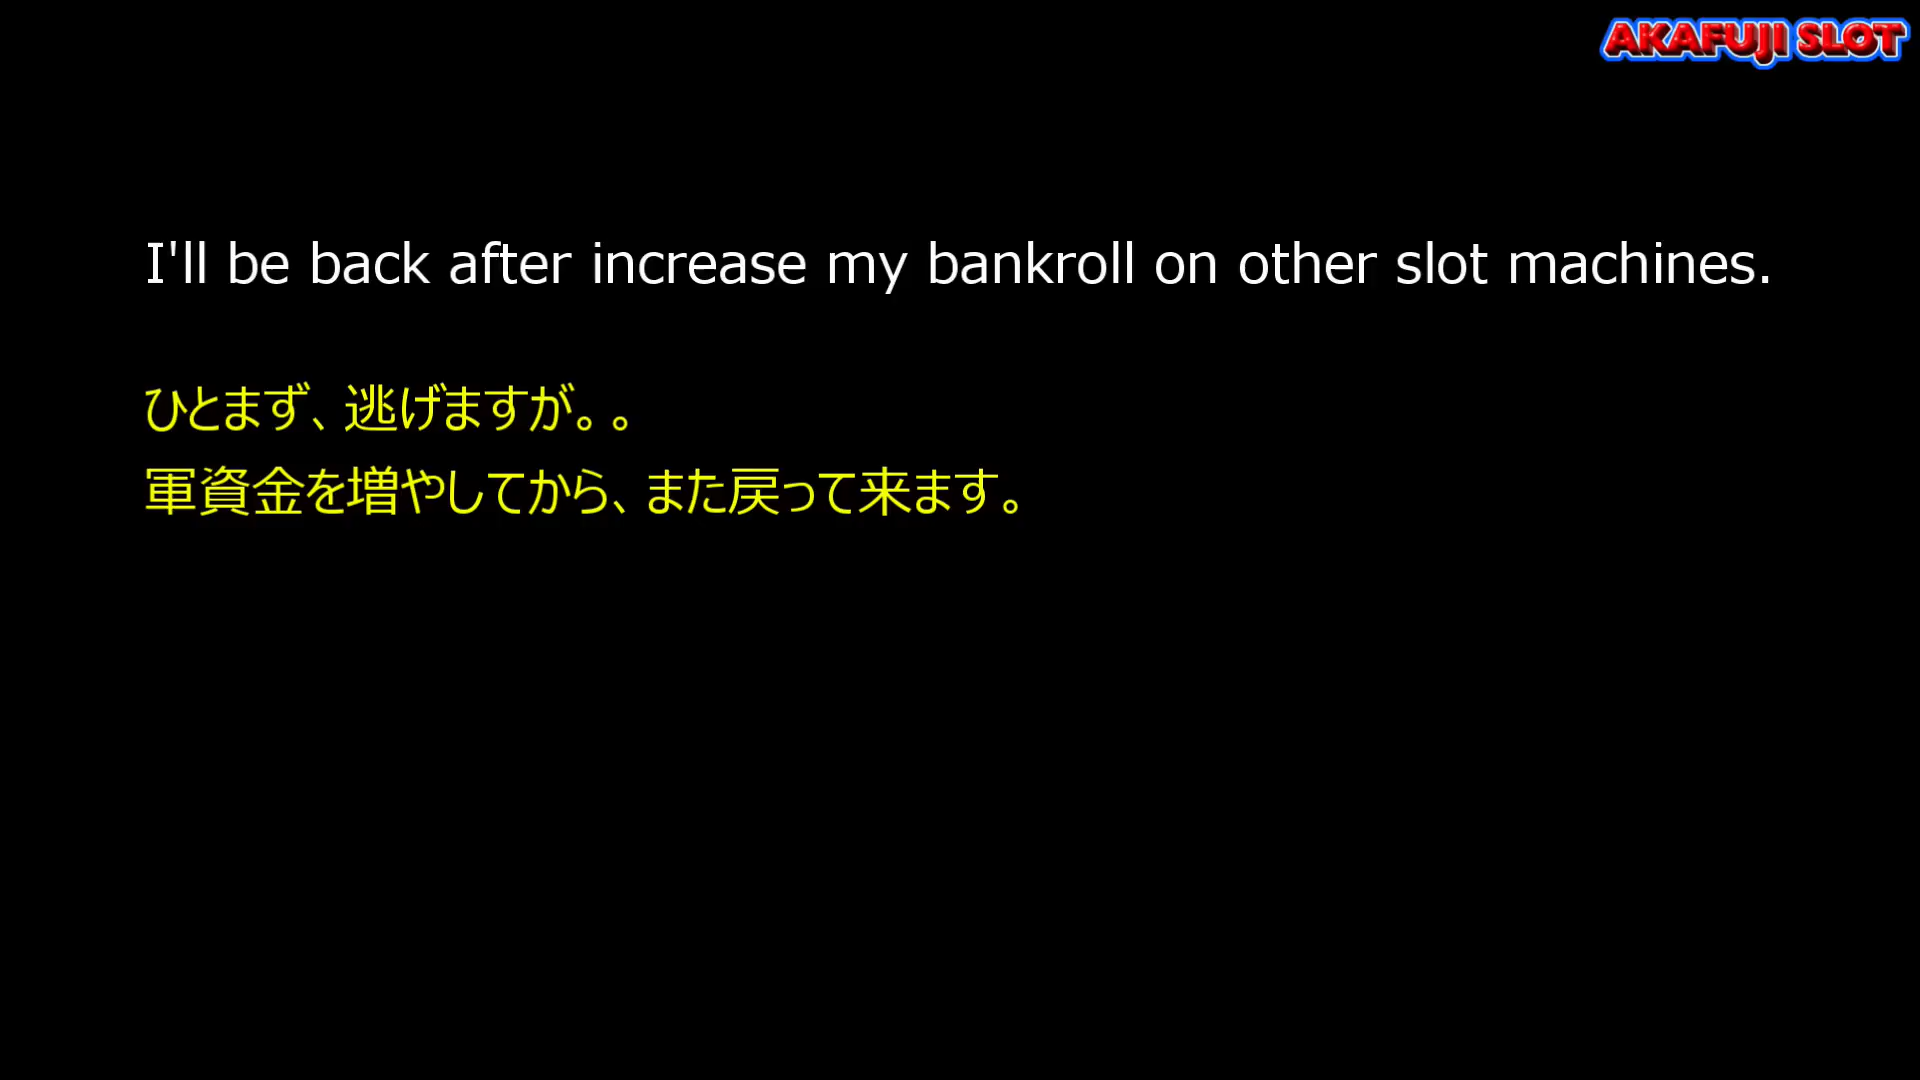 AKAFUJI SLOT
I'll be back after increase my bankroll on other slot machines.
ひとまず、逃げますが。。
軍資金を増やしてから、また戻って来ます。